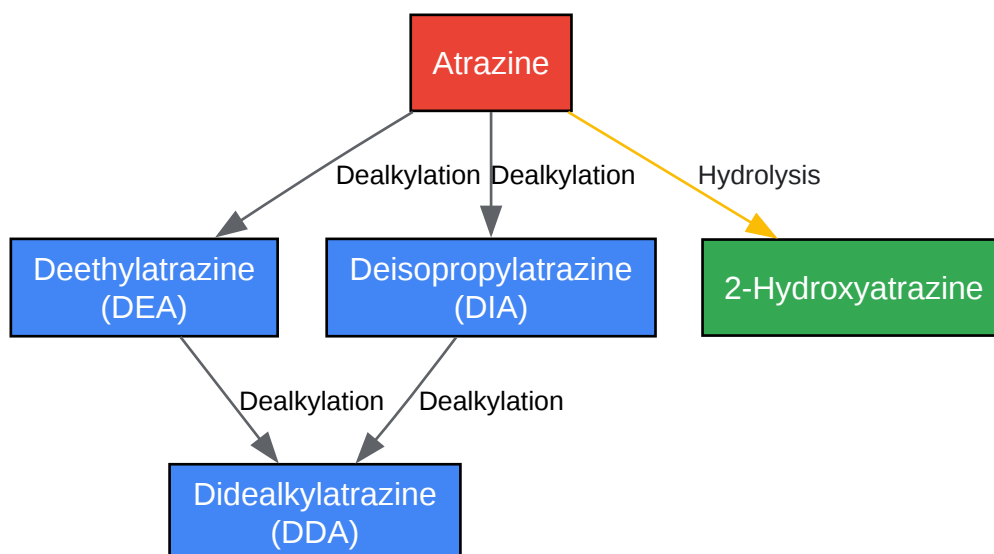 Atrazine
Dealkylation
Dealkylation
Hydrolysis
Deethylatrazine
(DEA)
Deisopropylatrazine
(DIA)
2-Hydroxyatrazine
Dealkylation
Dealkylation
Didealkylatrazine
(DDA)